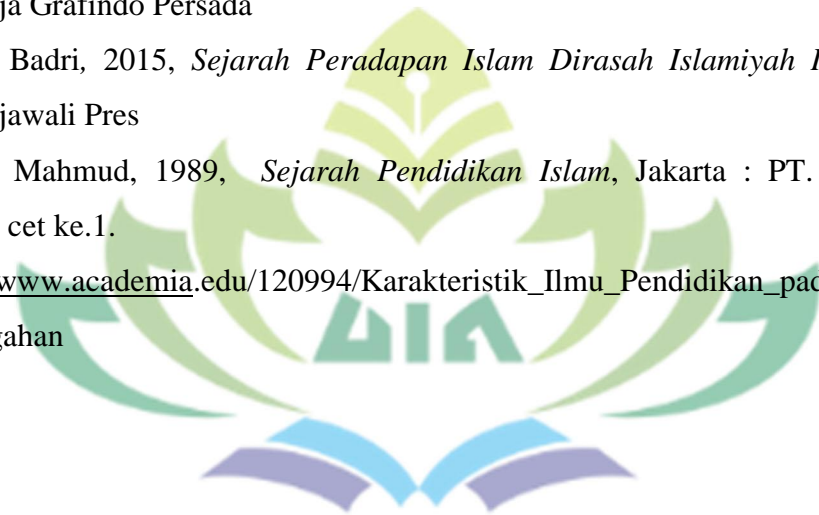 ja Grafindo Persada
Badri, 2015, Sejarah Peradapan Islam Dirasah Islamiyah I
jawali Pres
Mahmud, 1989, Sejarah Pendidikan Islam, Jakarta : PT.
cet ke.1.
www.academia.edu/120994/Karakteristik_Ilmu_Pendidikan_pad
gahan
UIN